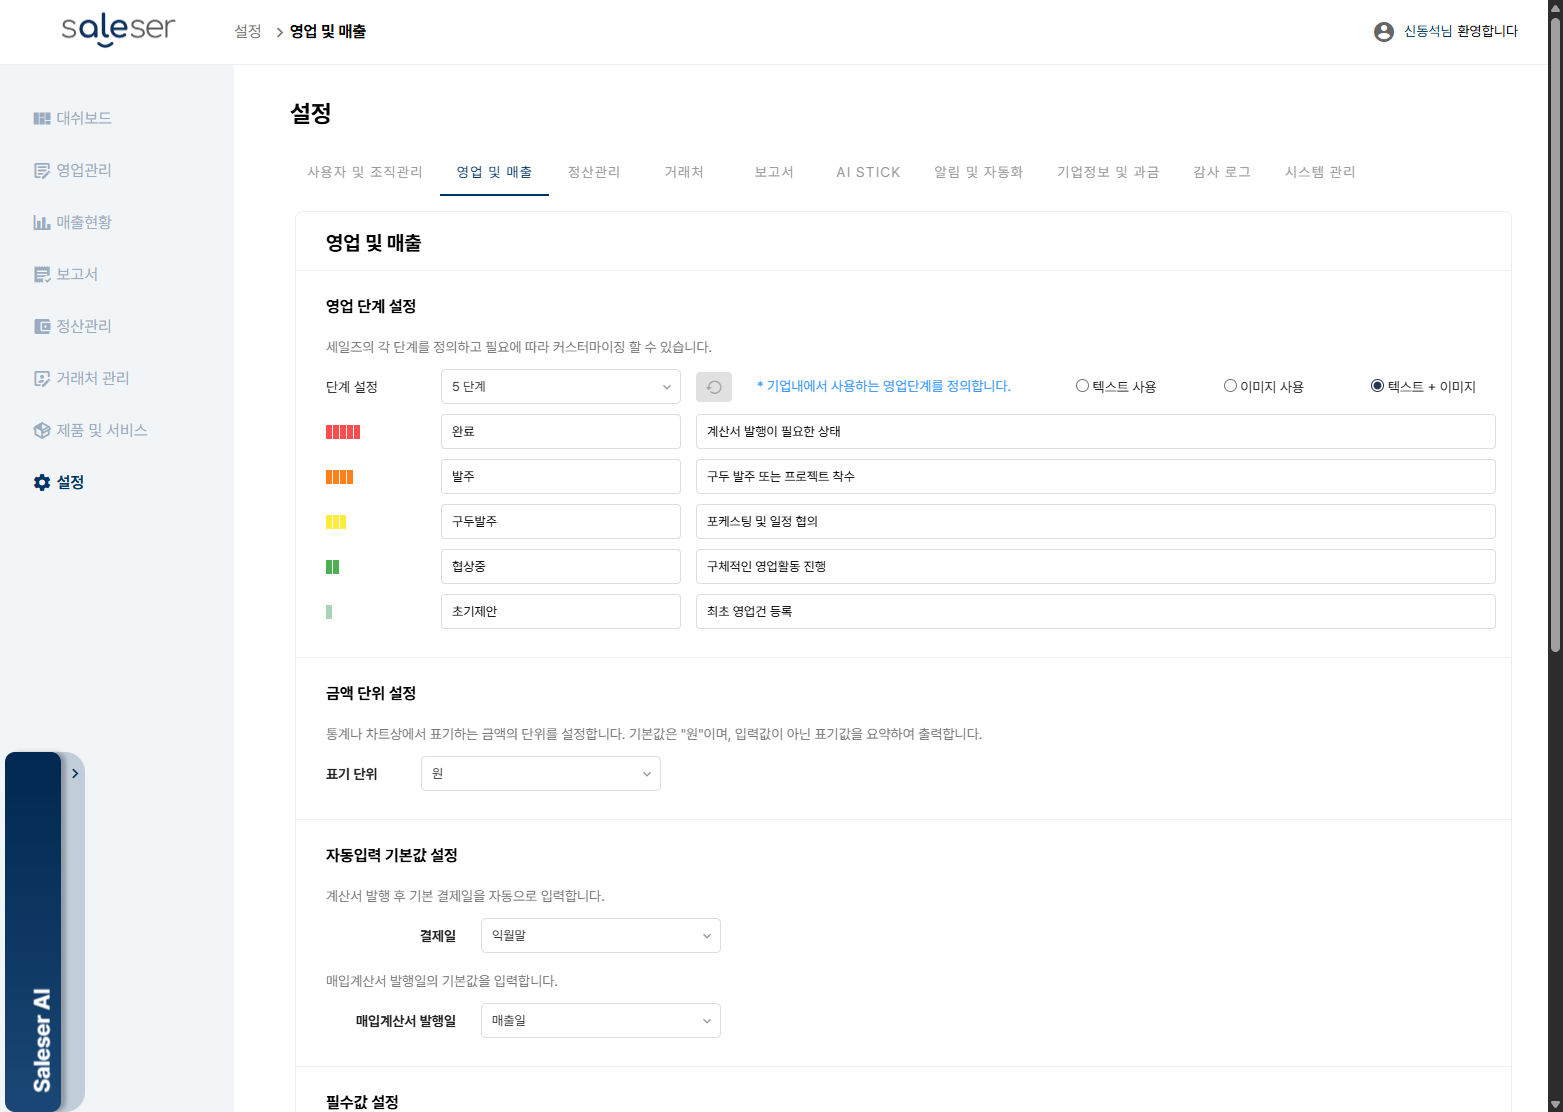 saleser
설정 > 영업 및 매출
신동석님 환영합니다
대쉬보드
영업관리
매출현황
보고서
정산관리
거래처 관리
제품 및 서비스
설정
Saleser AI
설정
사용자 및 조직관리 영업 및 매출 정산관리 거래처 보고서 AI STICK 알림 및 자동화 기업정보 및 과금 감사 로그 시스템 관리
영업 및 매출
영업 단계 설정
세일즈의 각 단계를 정의하고 필요에 따라 커스터마이징 할 수 있습니다.
단계 설정 5 단계 * 기업내에서 사용하는 영업단계를 정의합니다. 텍스트 사용 이미지 사용 텍스트 + 이미지
완료 계산서 발행이 필요한 상태
발주 구두 발주 또는 프로젝트 착수
구두발주 포케스팅 및 일정 협의
협상중 구체적인 영업활동 진행
초기제안 최초 영업건 등록
금액 단위 설정
통계나 차트상에서 표기하는 금액의 단위를 설정합니다. 기본값은 "원"이며, 입력값이 아닌 표기값을 요약하여 출력합니다.
표기 단위 원
자동입력 기본값 설정
계산서 발행 후 기본 결제일을 자동으로 입력합니다.
결제일 익월말
매입계산서 발행일의 기본값을 입력합니다.
매입계산서 발행일 매출일
필수값 설정